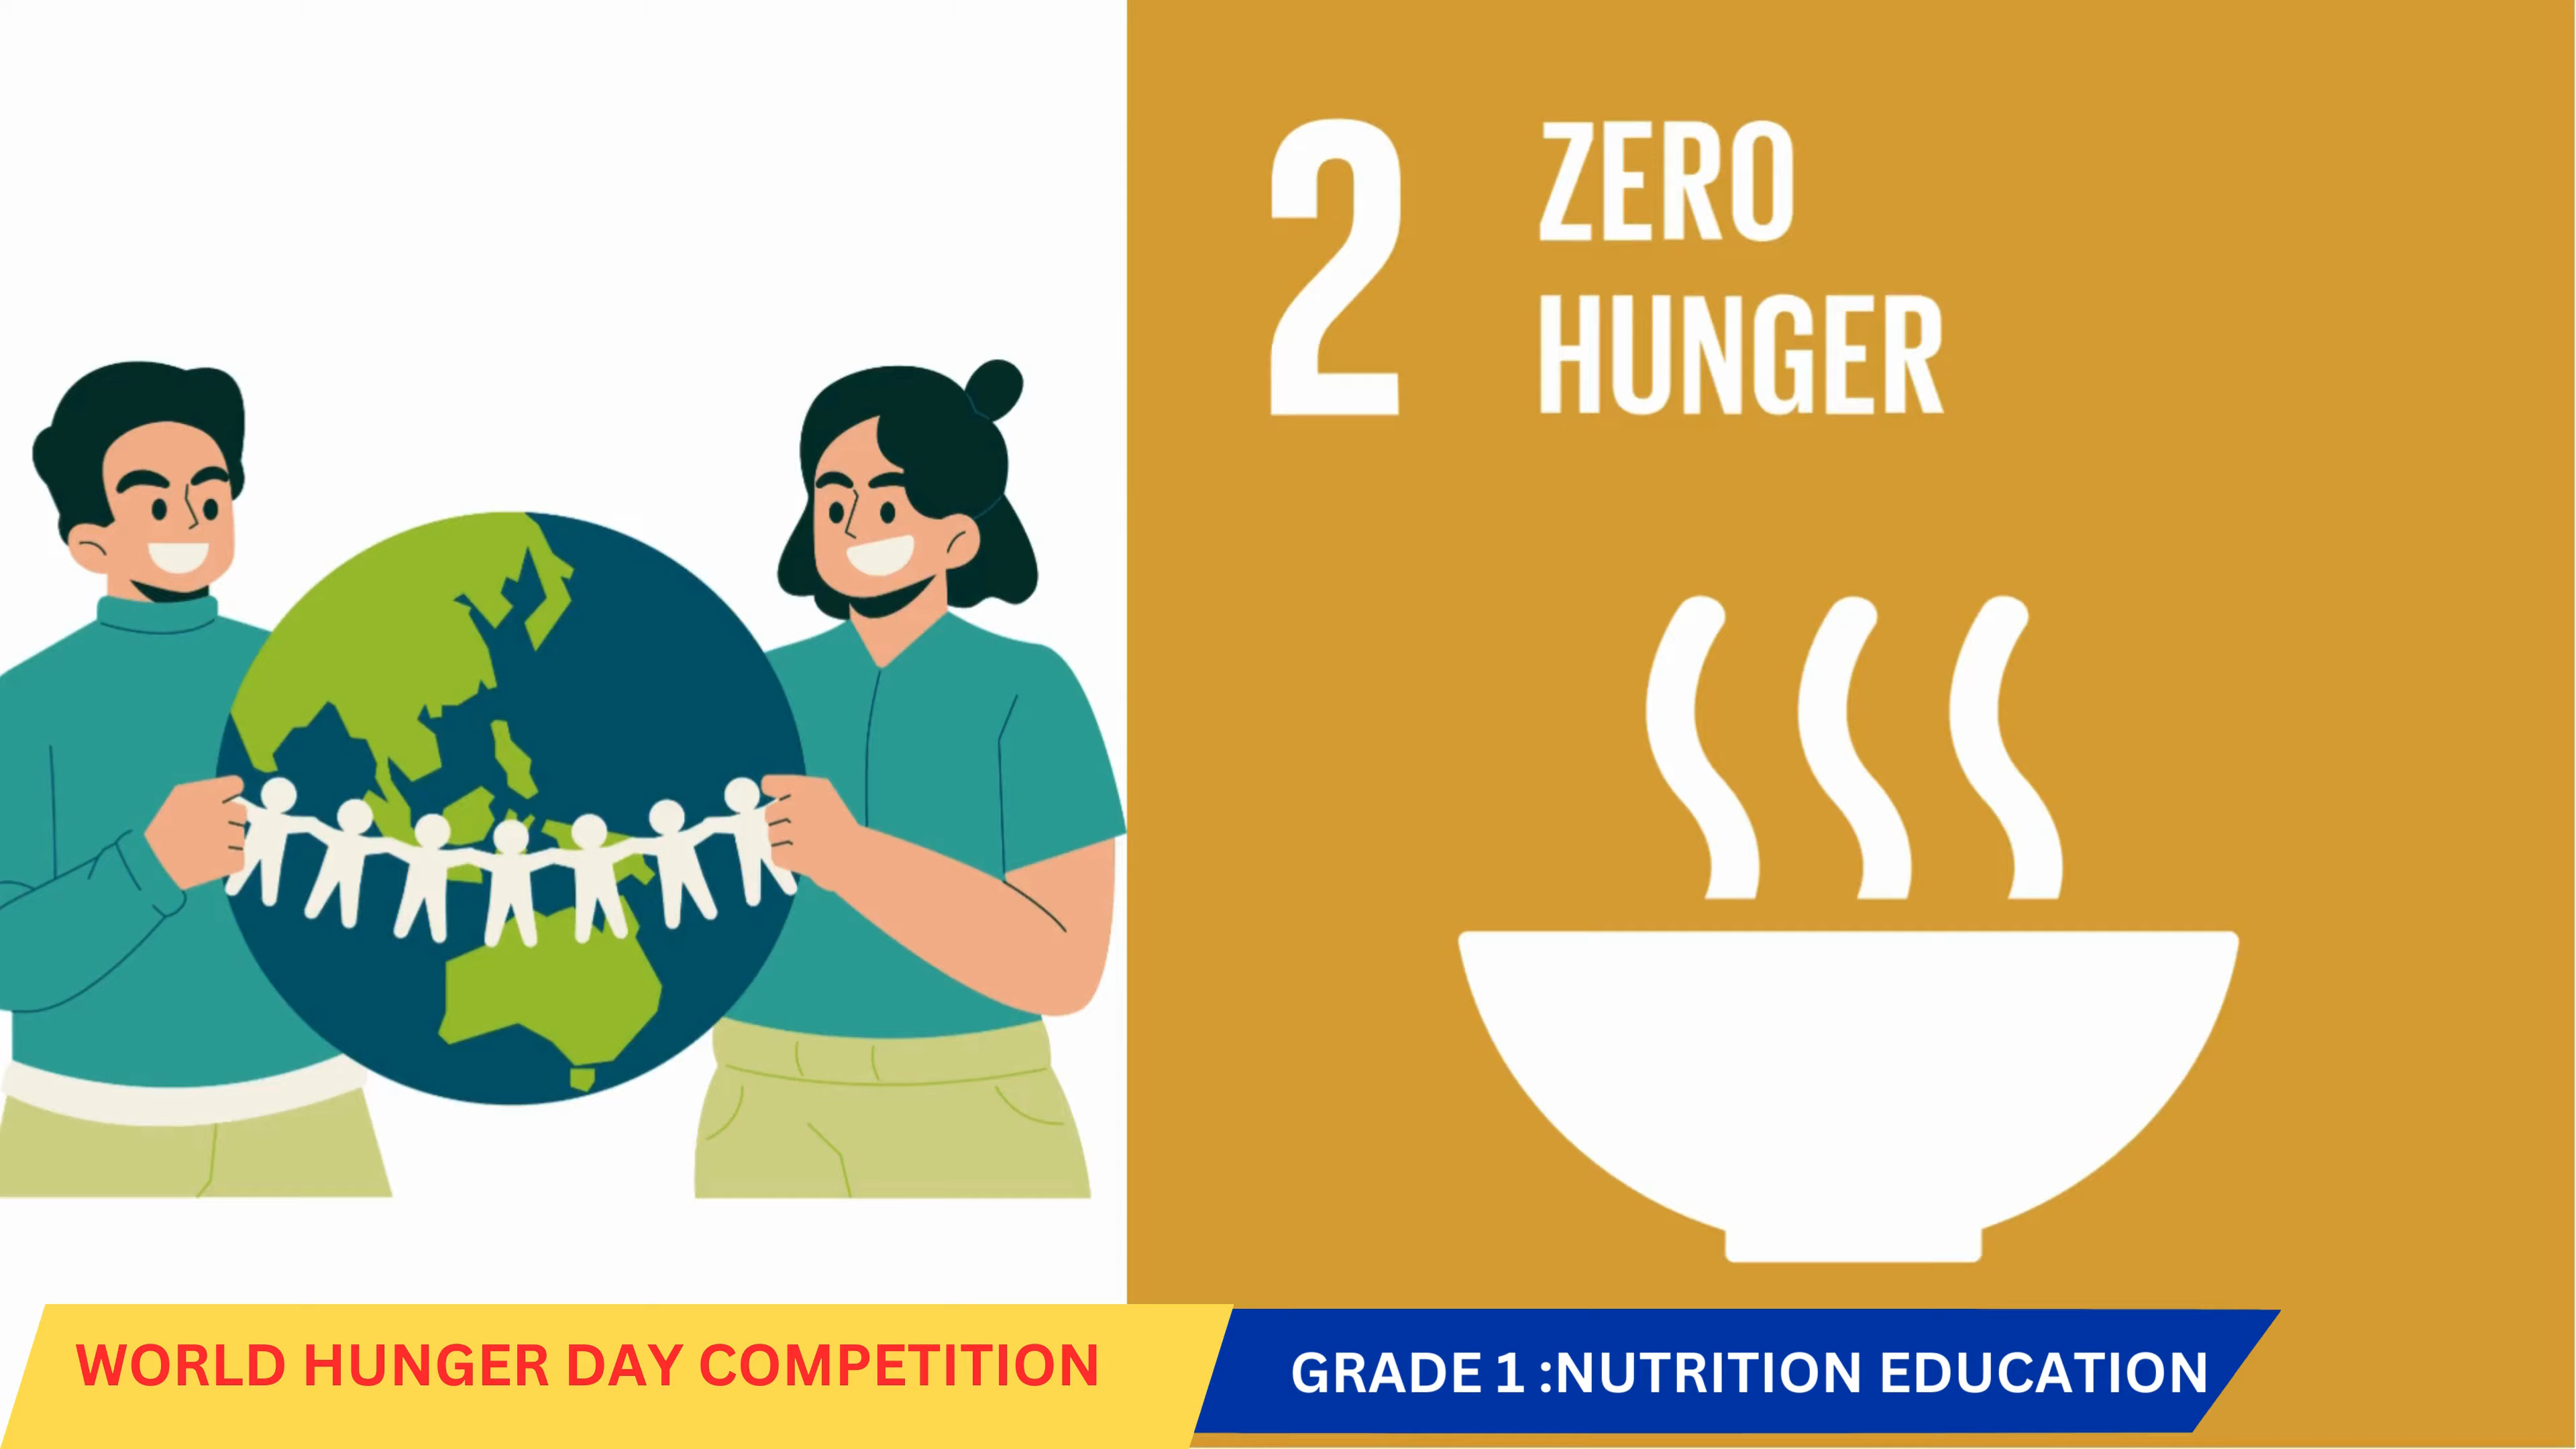 2 ZERO
HUNGER
WORLD HUNGER DAY COMPETITION
GRADE 1 :NUTRITION EDUCATION